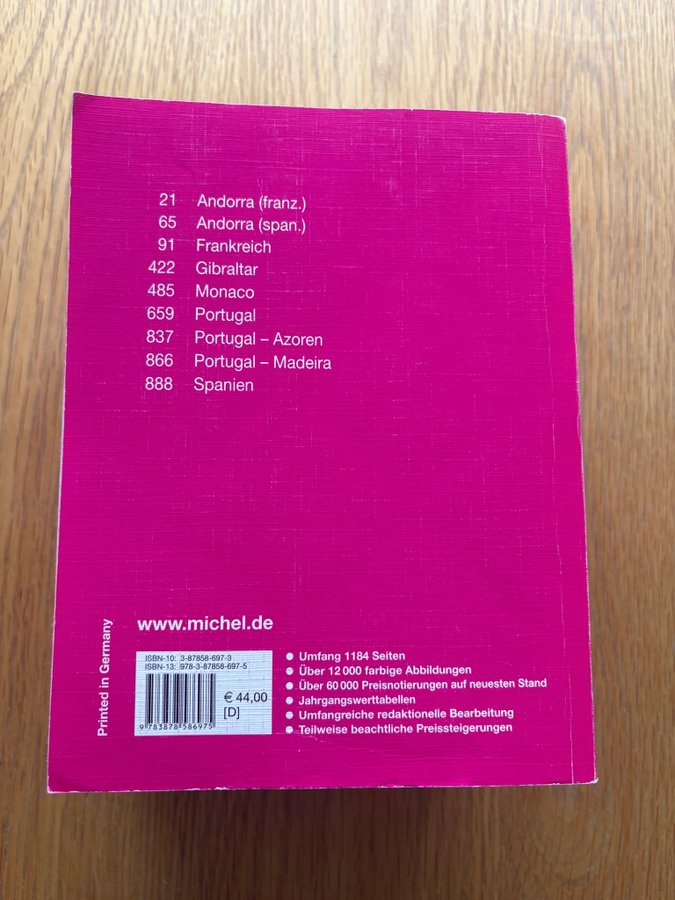 21 Andorra (franz.)
65 Andorra (span.)
91 Frankreich
422 Gibraltar
485 Monaco
659 Portugal
837 Portugal – Azoren
866 Portugal – Madeira
888 Spanien
www.michel.de
Printed in Germany
ISBN-10: 3-87858-697-3
ISBN-13: 978-3-87858-697-5
€ 44,00
[D]
9 783878 586975
● Umfang 1184 Seiten
● Über 12 000 farbige Abbildungen
● Über 60 000 Preisnotierungen auf neuesten Stand
● Jahrgangswerttabellen
● Umfangreiche redaktionelle Bearbeitung
● Teilweise beachtliche Preissteigerungen